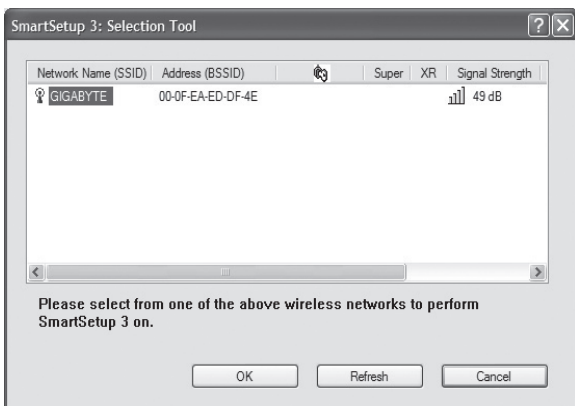 SmartSetup 3: Selection Tool
Network Name (SSID) Address (BSSID) Super XR Signal Strength
GIGABYTE 00-0F-EA-ED-DF-4E 49 dB
Please select from one of the above wireless networks to perform
SmartSetup 3 on.
OK Refresh Cancel